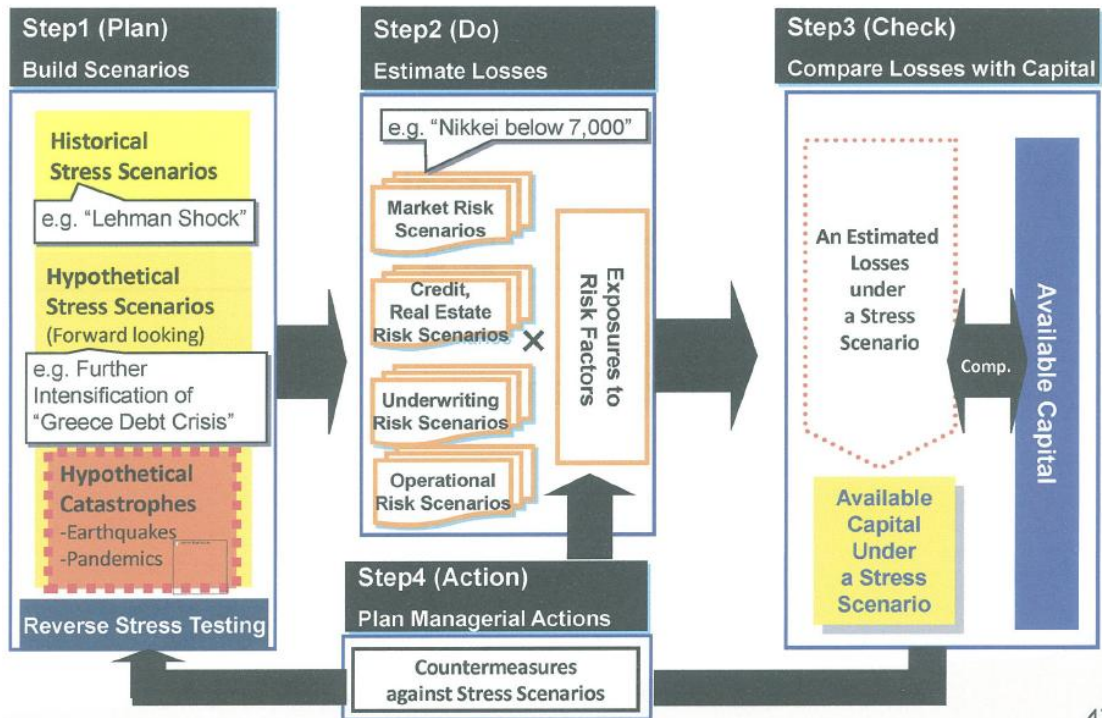 Step1 (Plan)
Build Scenarios
Historical
Stress Scenarios
e.g. “Lehman Shock”
Hypothetical
Stress Scenarios
(Forward looking)
e.g. Further
Intensification of
“Greece Debt Crisis”
Hypothetical
Catastrophes
-Earthquakes
-Pandemics
Reverse Stress Testing
Step2 (Do)
Estimate Losses
e.g. “Nikkei below 7,000”
Market Risk
Scenarios
Credit,
Real Estate
Risk Scenarios
×
Underwriting
Risk Scenarios
Operational
Risk Scenarios
Exposures to
Risk Factors
Step3 (Check)
Compare Losses with Capital
An Estimated
Losses
under
a Stress
Scenario
Comp.
Available Capital
Available
Capital
Under
a Stress
Scenario
Step4 (Action)
Plan Managerial Actions
Countermeasures
against Stress Scenarios